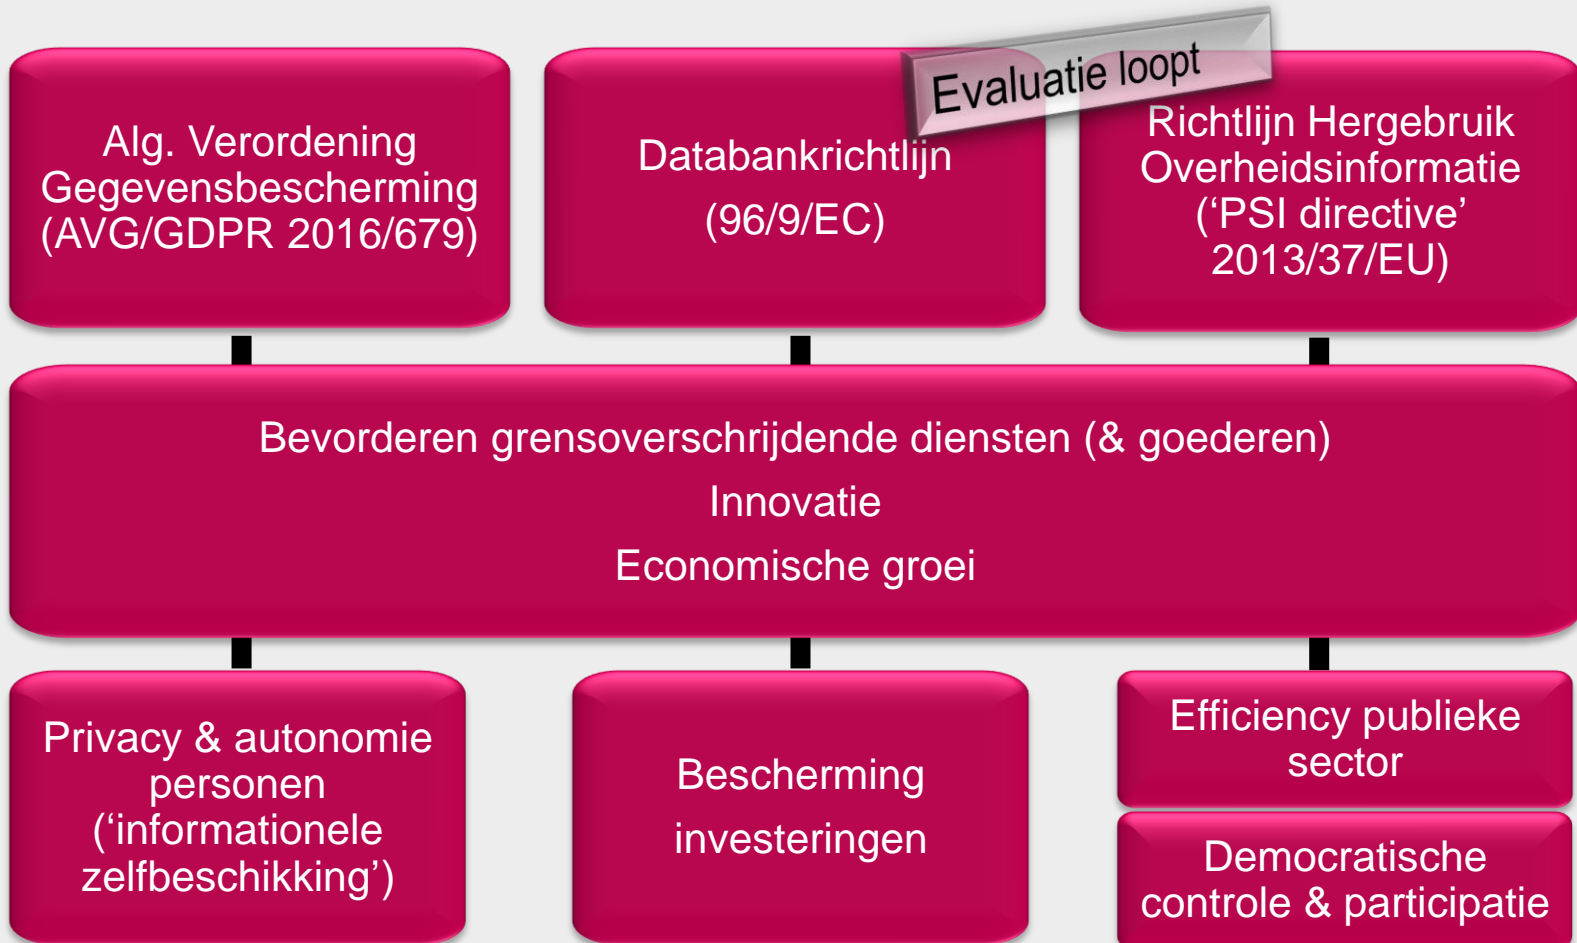 Evaluatie loopt
Alg. Verordening
Gegevensbescherming
(AVG/GDPR 2016/679)
Databankrichtlijn
(96/9/EC)
Richtlijn Hergebruik
Overheidsinformatie
(‘PSI directive’
2013/37/EU)
Bevorderen grensoverschrijdende diensten (& goederen)
Innovatie
Economische groei
Privacy & autonomie
personen
(‘informationele
zelfbeschikking’)
Bescherming
investeringen
Efficiency publieke
sector
Democratische
controle & participatie